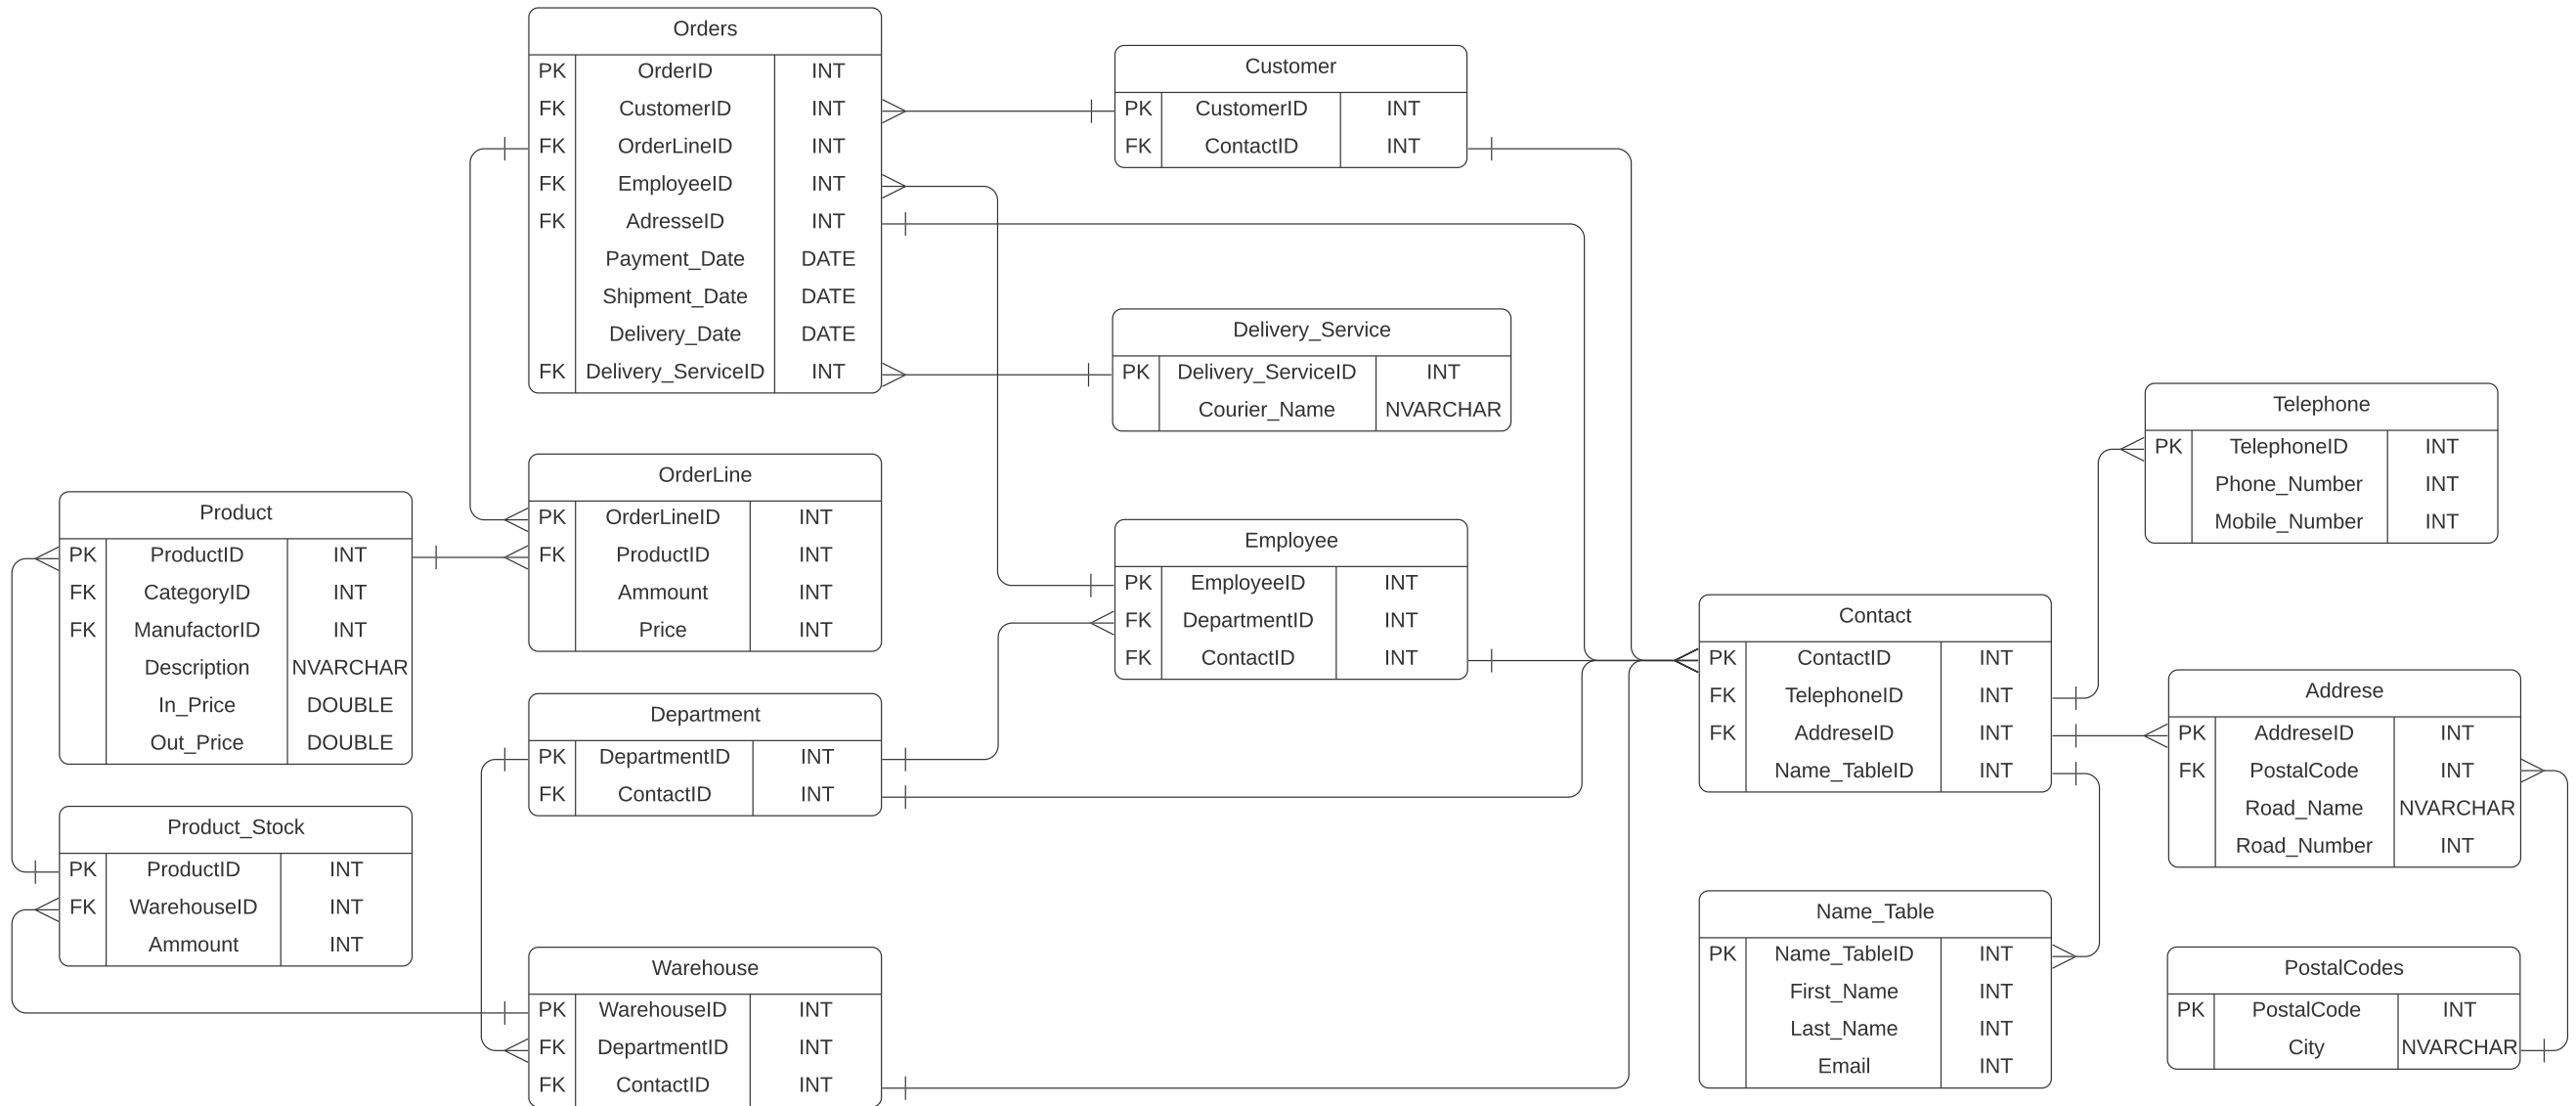 Orders
PK OrderID INT
FK CustomerID INT
FK OrderLineID INT
FK EmployeeID INT
FK AdresseID INT
Payment_Date DATE
Shipment_Date DATE
Delivery_Date DATE
FK Delivery_ServiceID INT
Customer
PK CustomerID INT
FK ContactID INT
Delivery_Service
PK Delivery_ServiceID INT
Courier_Name NVARCHAR
Telephone
PK TelephoneID INT
Phone_Number INT
Mobile_Number INT
OrderLine
PK OrderLineID INT
FK ProductID INT
Ammount INT
Price INT
Product
PK ProductID INT
FK CategoryID INT
FK ManufactorID INT
Description NVARCHAR
In_Price DOUBLE
Out_Price DOUBLE
Employee
PK EmployeeID INT
FK DepartmentID INT
FK ContactID INT
Contact
PK ContactID INT
FK TelephoneID INT
FK AddreseID INT
Name_TableID INT
Addrese
PK AddreseID INT
FK PostalCode INT
Road_Name NVARCHAR
Road_Number INT
Department
PK DepartmentID INT
FK ContactID INT
Product_Stock
PK ProductID INT
FK WarehouseID INT
Ammount INT
Name_Table
PK Name_TableID INT
First_Name INT
Last_Name INT
Email INT
Warehouse
PK WarehouseID INT
FK DepartmentID INT
FK ContactID INT
PostalCodes
PK PostalCode INT
City NVARCHAR